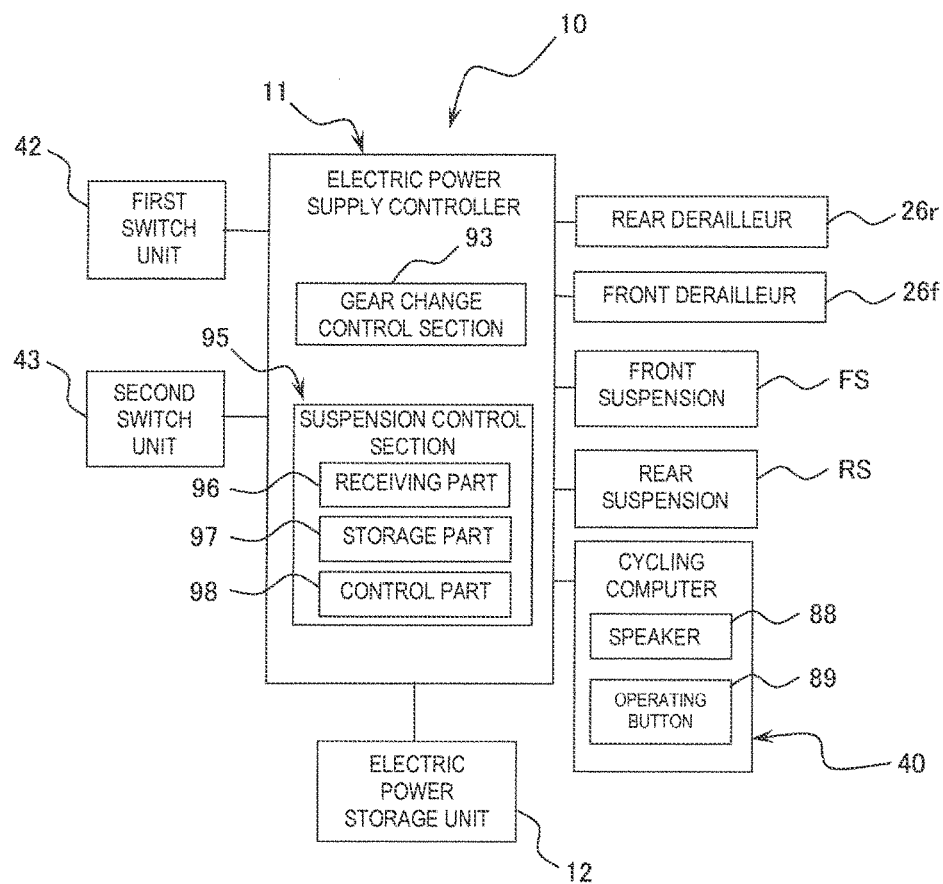 10
11
42
FIRST
SWITCH
UNIT
ELECTRIC POWER
SUPPLY CONTROLLER
93
GEAR CHANGE
CONTROL SECTION
REAR DERAILLEUR
26r
FRONT DERAILLEUR
26f
43
SECOND
SWITCH
UNIT
95
SUSPENSION CONTROL
SECTION
96
RECEIVING PART
97
STORAGE PART
98
CONTROL PART
FRONT
SUSPENSION
FS
REAR
SUSPENSION
RS
CYCLING
COMPUTER
SPEAKER
88
OPERATING
BUTTON
89
40
ELECTRIC
POWER
STORAGE UNIT
12